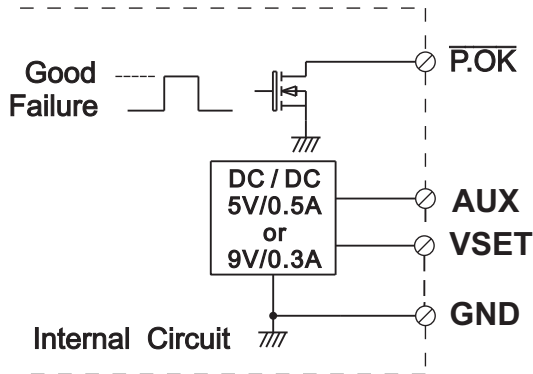 Good
Failure
P.OK
DC / DC
5V/0.5A
or
9V/0.3A
AUX
VSET
GND
Internal Circuit